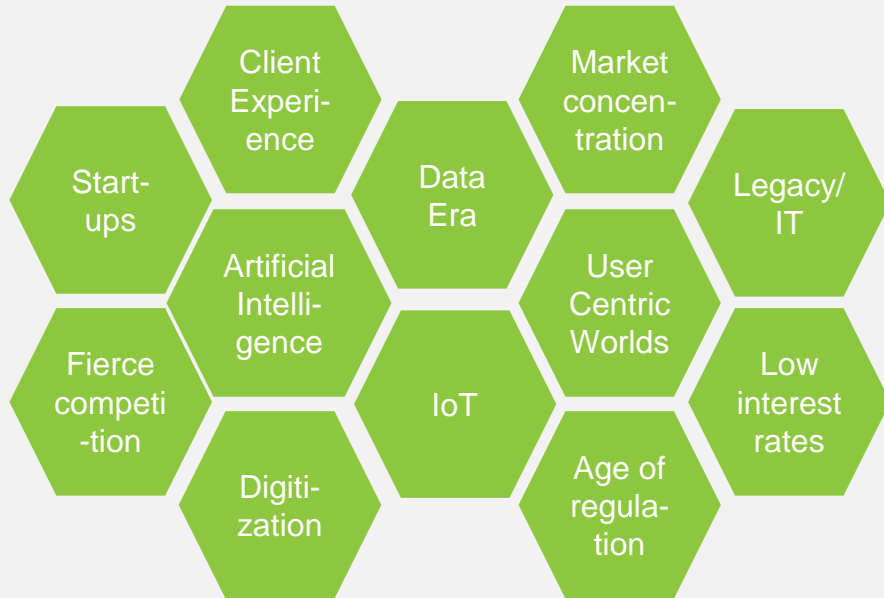 Client
Experi-
ence
Market
concen-
tration
Start-
ups
Data
Era
Legacy/
IT
Artificial
Intelli-
gence
User
Centric
Worlds
Fierce
competi
-tion
IoT
Low
interest
rates
Digiti-
zation
Age of
regula-
tion